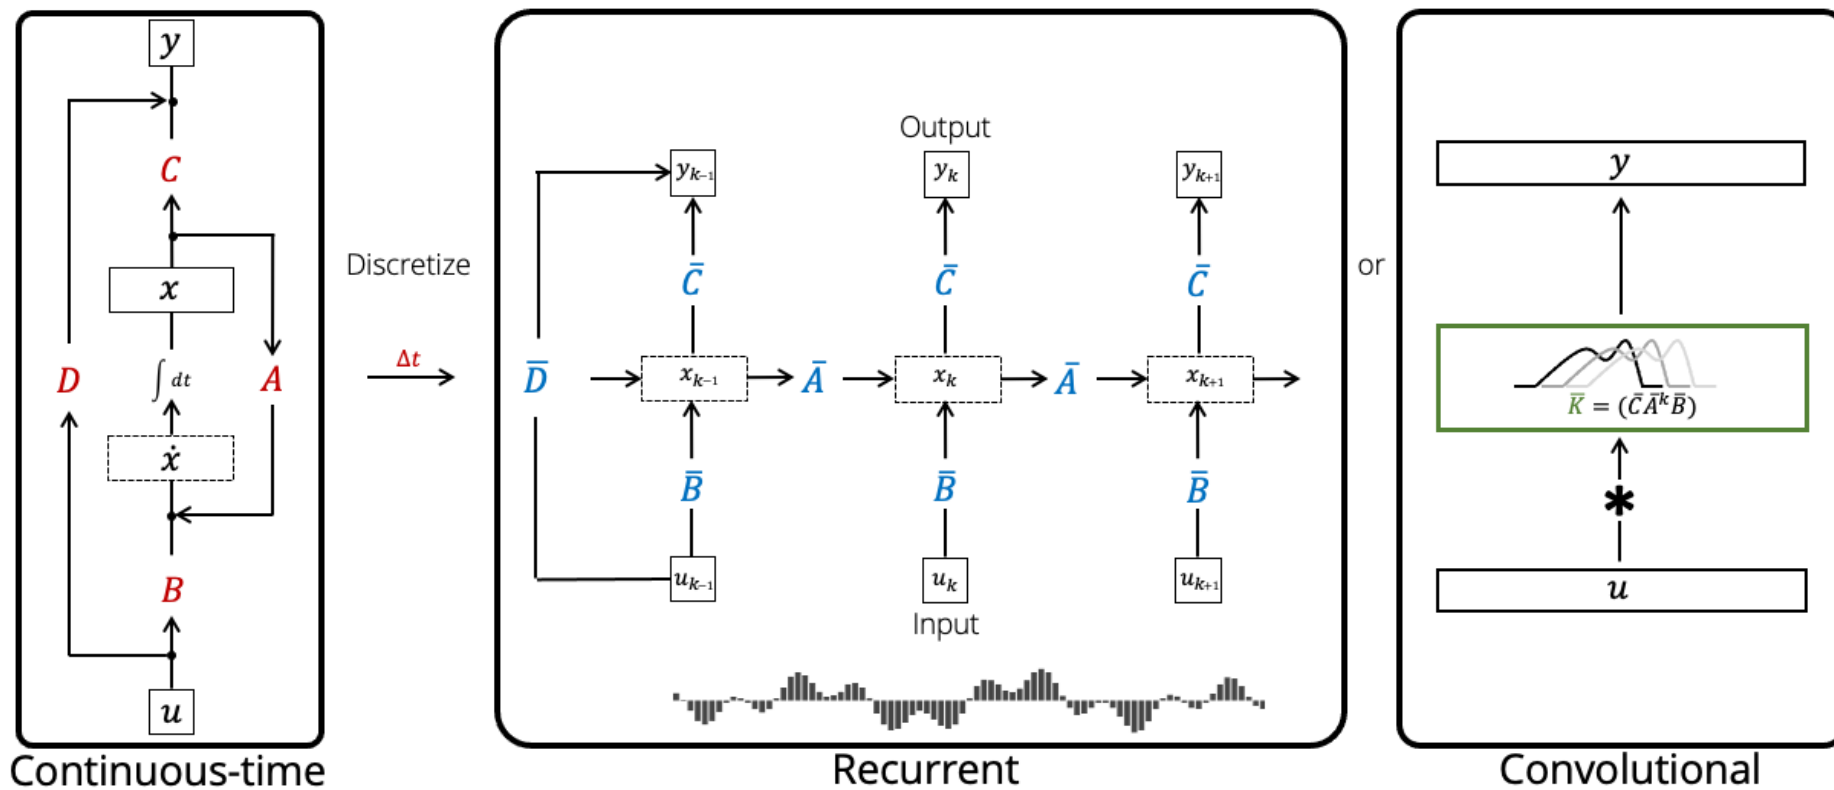 y
C
x
D
∫ dt
A
ẋ
B
u
Continuous-time
Discretize
Δt
Output
y_{k-1}
y_k
y_{k+1}
C̄
C̄
C̄
D̄
x_{k-1}
Ā
x_k
Ā
x_{k+1}
B̄
B̄
B̄
u_{k-1}
u_k
u_{k+1}
Input
Recurrent
or
y
K̄ = (C̄Ā^kB̄)
*
u
Convolutional